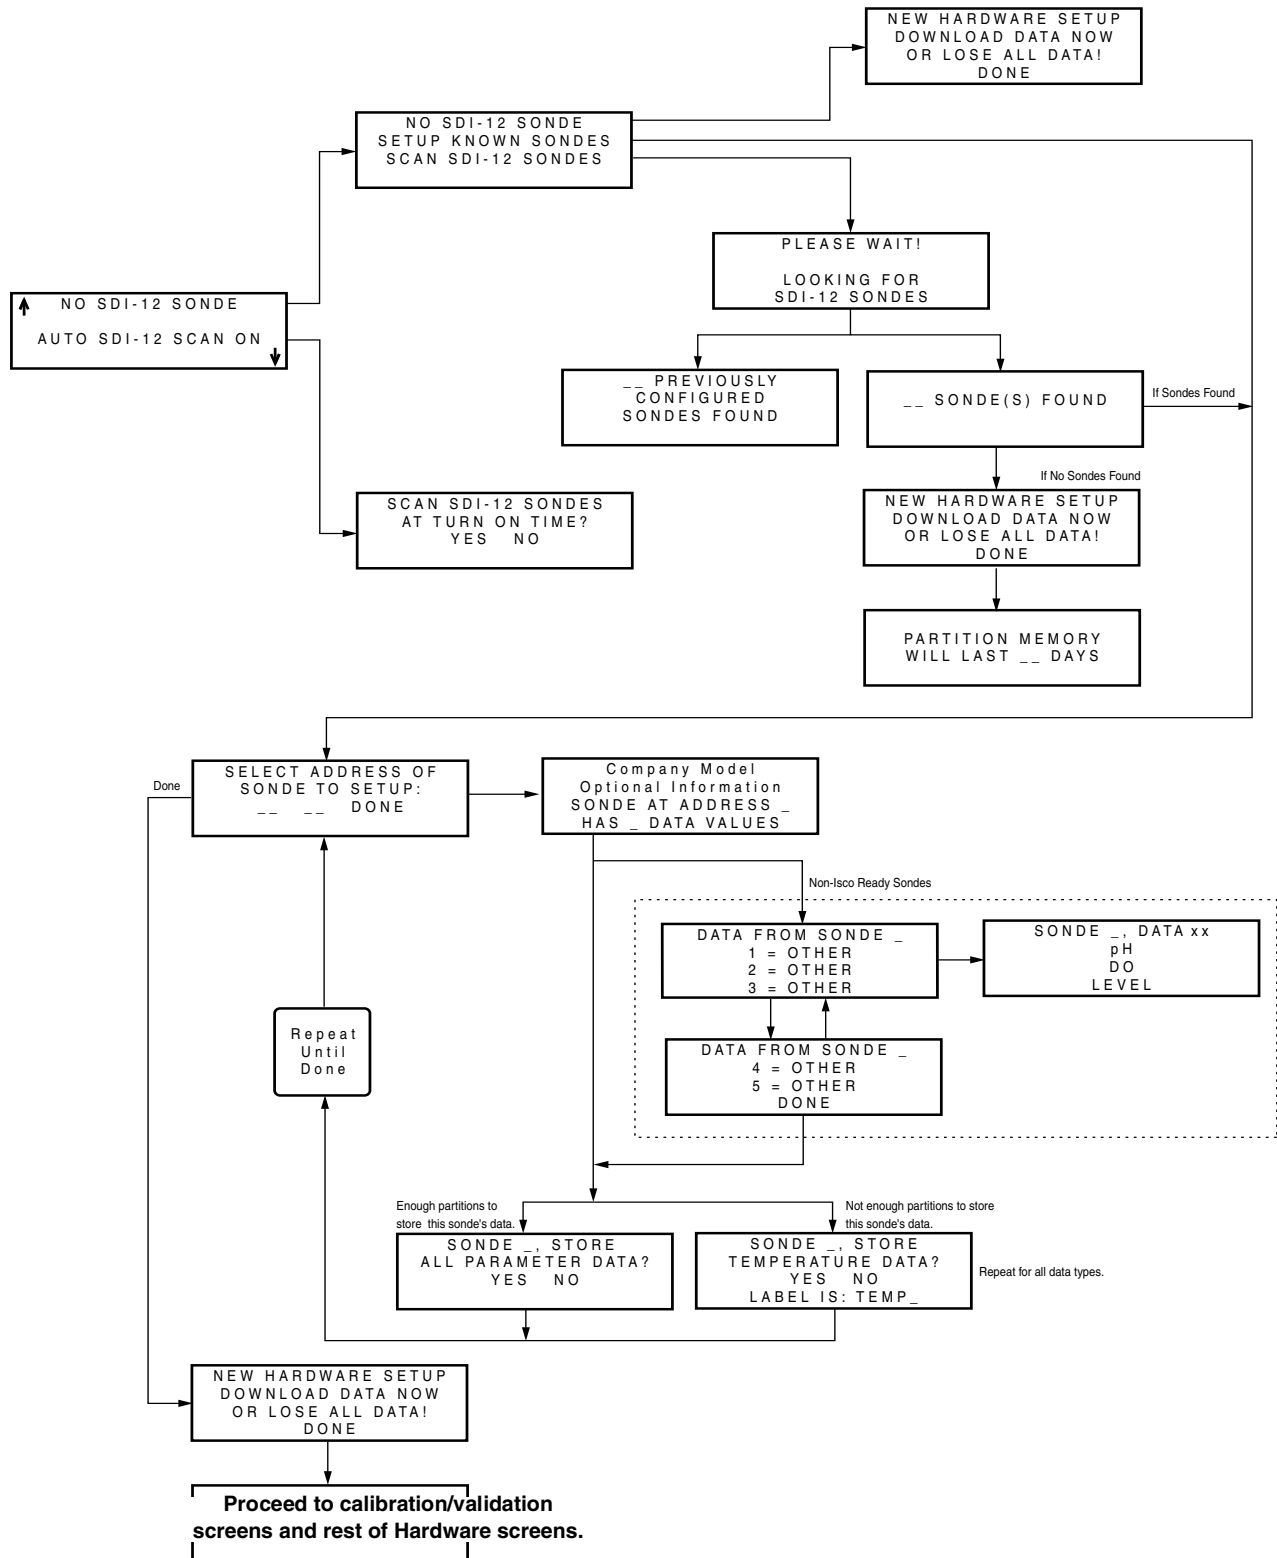 NEW HARDWARE SETUP
DOWNLOAD DATA NOW
OR LOSE ALL DATA!
DONE
NO SDI-12 SONDE
SETUP KNOWN SONDES
SCAN SDI-12 SONDES
PLEASE WAIT!
LOOKING FOR
SDI-12 SONDES
NO SDI-12 SONDE
AUTO SDI-12 SCAN ON
__ PREVIOUSLY
CONFIGURED
SONDES FOUND
__ SONDE(S) FOUND
If Sondes Found
If No Sondes Found
SCAN SDI-12 SONDES
AT TURN ON TIME?
YES NO
NEW HARDWARE SETUP
DOWNLOAD DATA NOW
OR LOSE ALL DATA!
DONE
PARTITION MEMORY
WILL LAST __ DAYS
Done
SELECT ADDRESS OF
SONDE TO SETUP:
__ __ DONE
Company Model
Optional Information
SONDE AT ADDRESS _
HAS _ DATA VALUES
Non-Isco Ready Sondes
DATA FROM SONDE _
1 = OTHER
2 = OTHER
3 = OTHER
SONDE _, DATA xx
pH
DO
LEVEL
Repeat
Until
Done
DATA FROM SONDE _
4 = OTHER
5 = OTHER
DONE
Enough partitions to
store this sonde's data.
Not enough partitions to store
this sonde's data.
SONDE _, STORE
ALL PARAMETER DATA?
YES NO
SONDE _, STORE
TEMPERATURE DATA?
YES NO
LABEL IS: TEMP_
Repeat for all data types.
NEW HARDWARE SETUP
DOWNLOAD DATA NOW
OR LOSE ALL DATA!
DONE
Proceed to calibration/validation
screens and rest of Hardware screens.